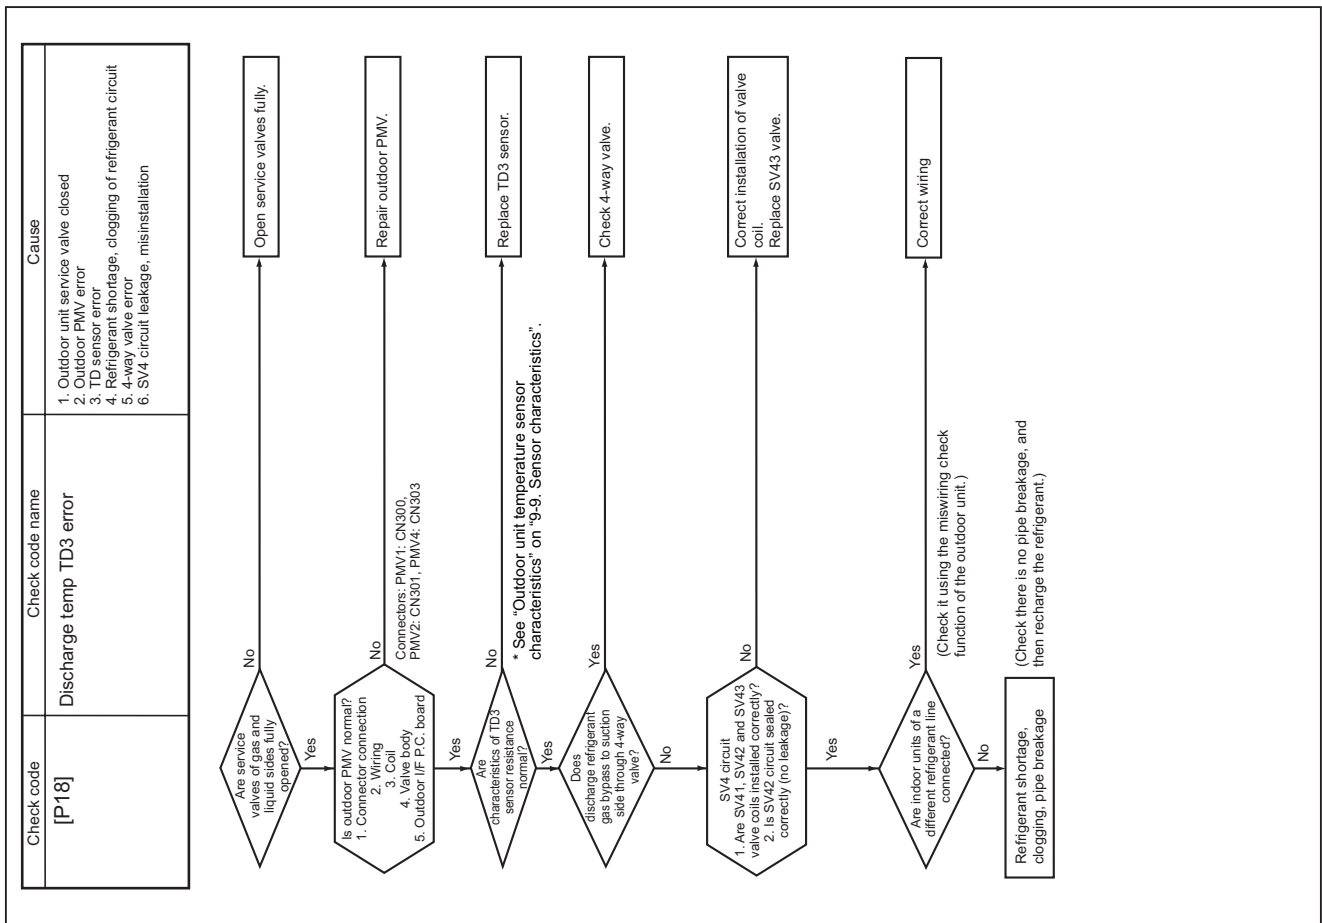 Check code
Check code name
Cause
[P18]
Discharge temp TD3 error
1. Outdoor unit service valve closed
2. Outdoor PMV error
3. TD sensor error
4. Refrigerant shortage, clogging of refrigerant circuit
5. 4-way valve error
6. SV4 circuit leakage, misinstallation
Are service
valves of gas and
liquid sides fully
opened?
No
Open service valves fully.
Yes
Is outdoor PMV normal?
1. Connector connection
2. Wiring
3. Coil
4. Valve body
5. Outdoor I/F P.C. board
No
Repair outdoor PMV.
Connectors: PMV1: CN300,
PMV2: CN301, PMV4: CN303
Yes
Are
characteristics of TD3
sensor resistance
normal?
No
Replace TD3 sensor.
* See "Outdoor unit temperature sensor
characteristics" on "9-9. Sensor characteristics".
Yes
Does
discharge refrigerant
gas bypass to suction
side through 4-way
valve?
Yes
Check 4-way valve.
No
SV4 circuit
1. Are SV41, SV42 and SV43
valve coils installed correctly?
2. Is SV42 circuit sealed
correctly (no leakage)?
No
Correct installation of valve
coil.
Replace SV43 valve.
Yes
Are indoor units of a
different refrigerant line
connected?
Yes
Correct wiring
(Check it using the miswiring check
function of the outdoor unit.)
No
Refrigerant shortage,
clogging, pipe breakage
(Check there is no pipe breakage, and
then recharge the refrigerant.)